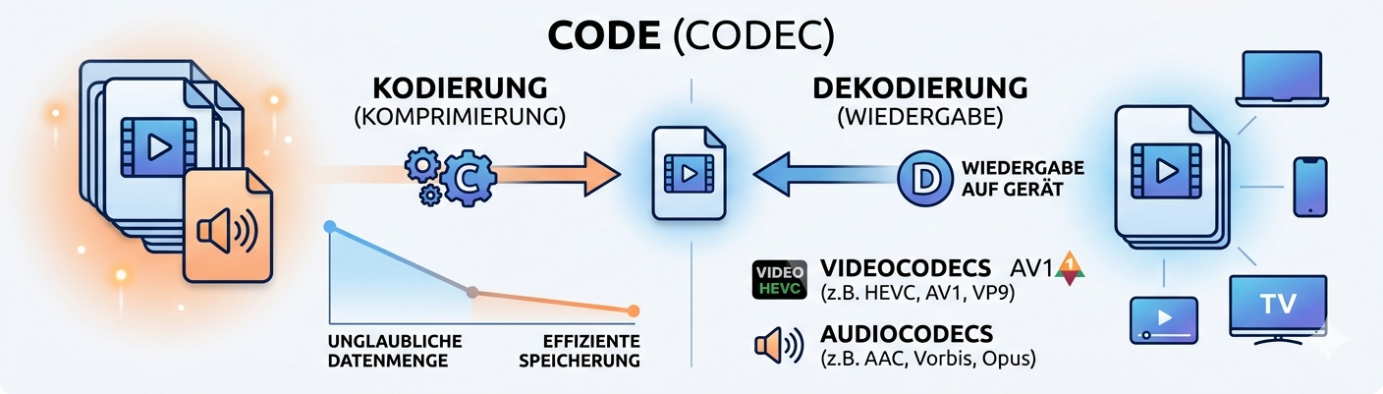 CODE (CODEC)
KODIERUNG
(KOMPRIMIERUNG)
C
UNGLAUBLICHE
DATENMENGE
EFFIZIENTE
SPEICHERUNG
DEKODIERUNG
(WIEDERGABE)
D
WIEDERGABE
AUF GERÄT
VIDEO
HEVC
VIDEOCODECS AV1 1
(z.B. HEVC, AV1, VP9)
AUDIOCODECS
(z.B. AAC, Vorbis, Opus)
TV